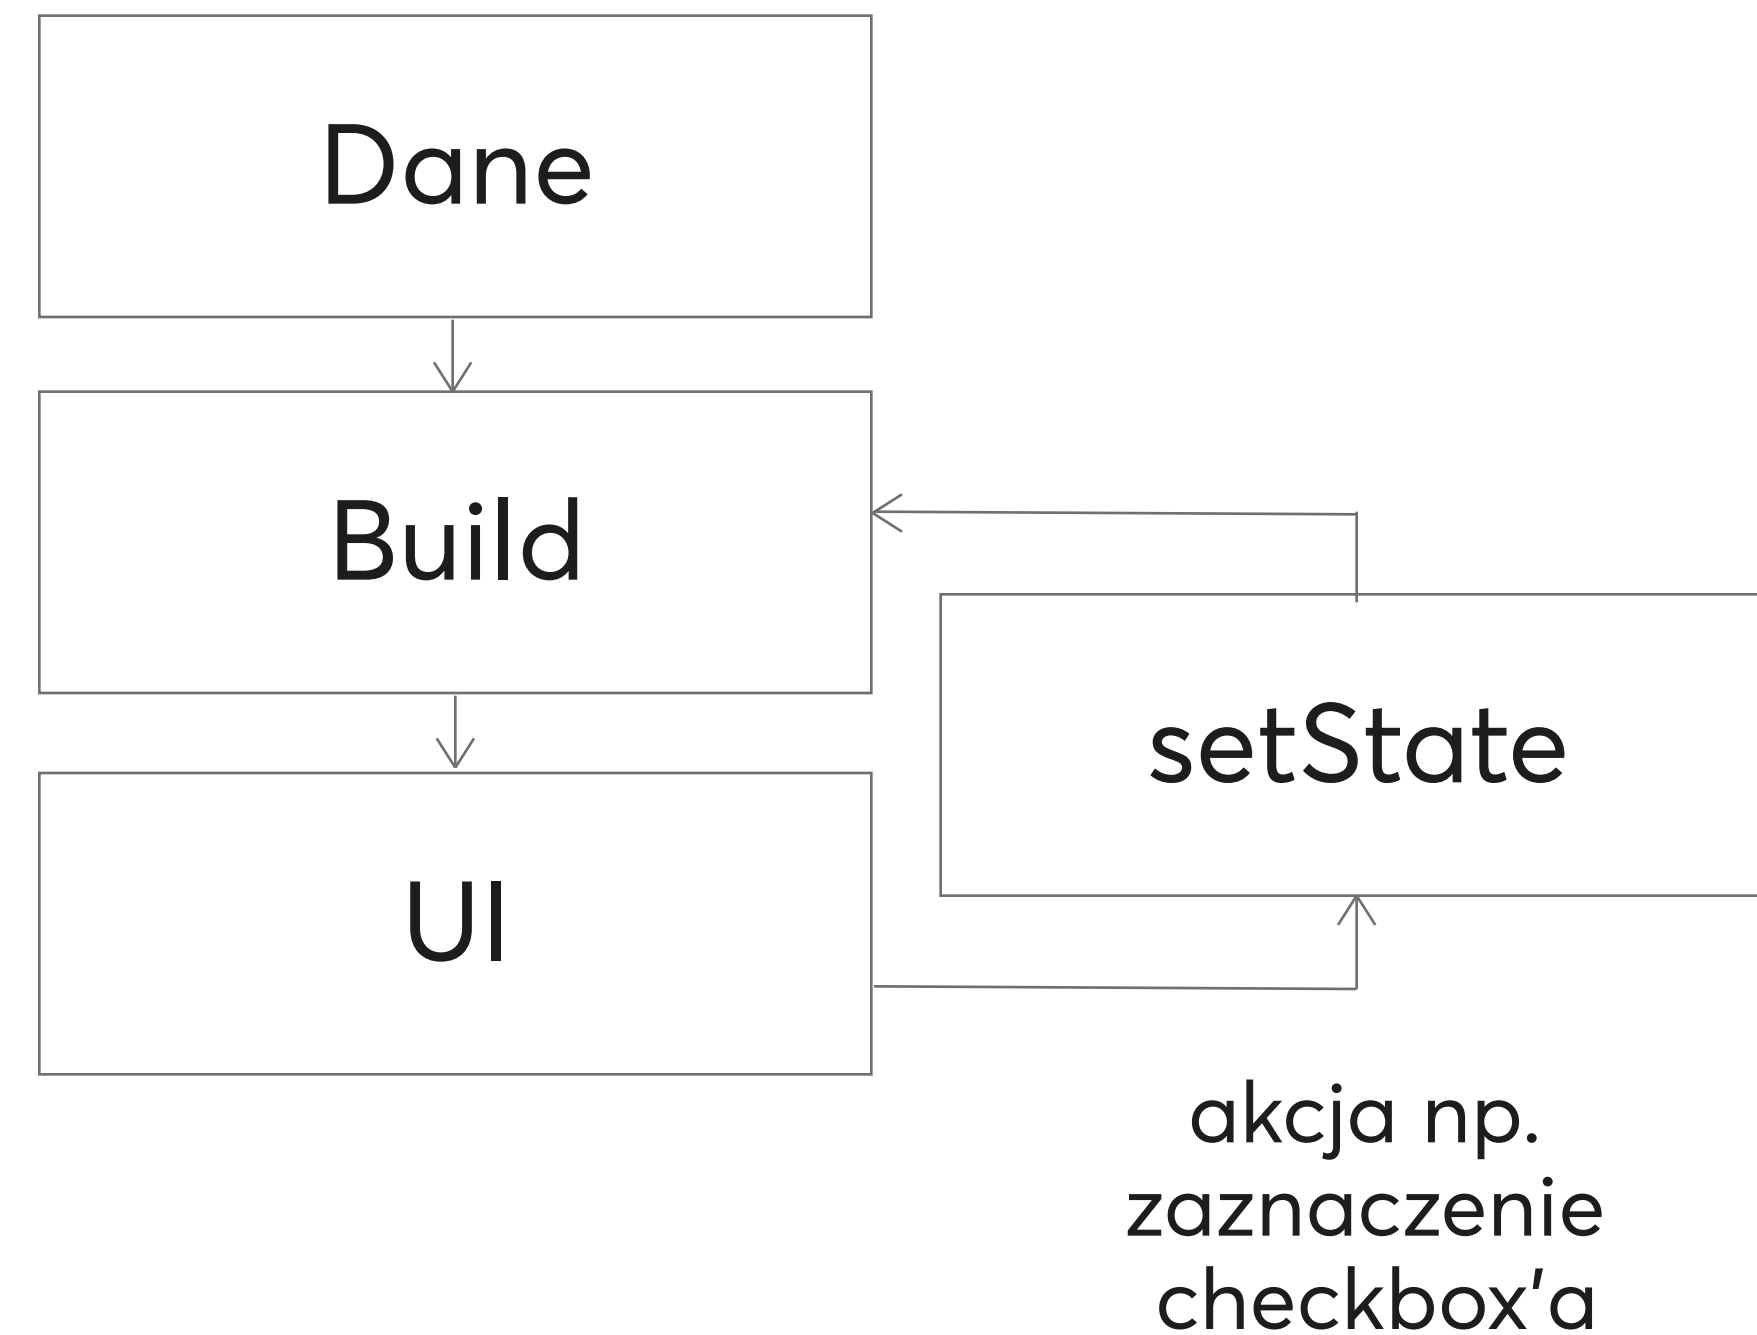 Dane
Build
setState
UI
akcja np.
zaznaczenie
checkbox'a